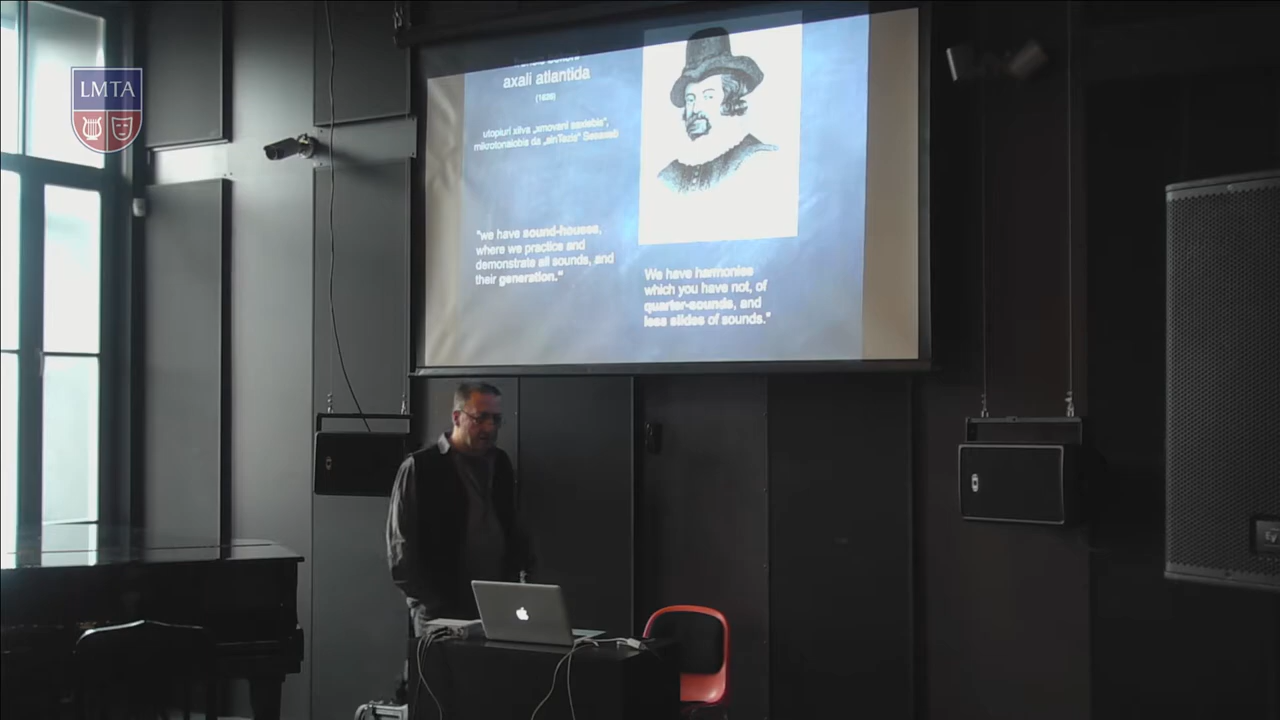 LMTA
axali atlantida
(1626)
utopiuri xilva „xmovani saxlebis",
mikrotonalobis da „sinTezis" Sesaxeb
"we have sound-houses,
where we practice and
demonstrate all sounds, and
their generation."
We have harmonies
which you have not, of
quarter-sounds, and
less slides of sounds."